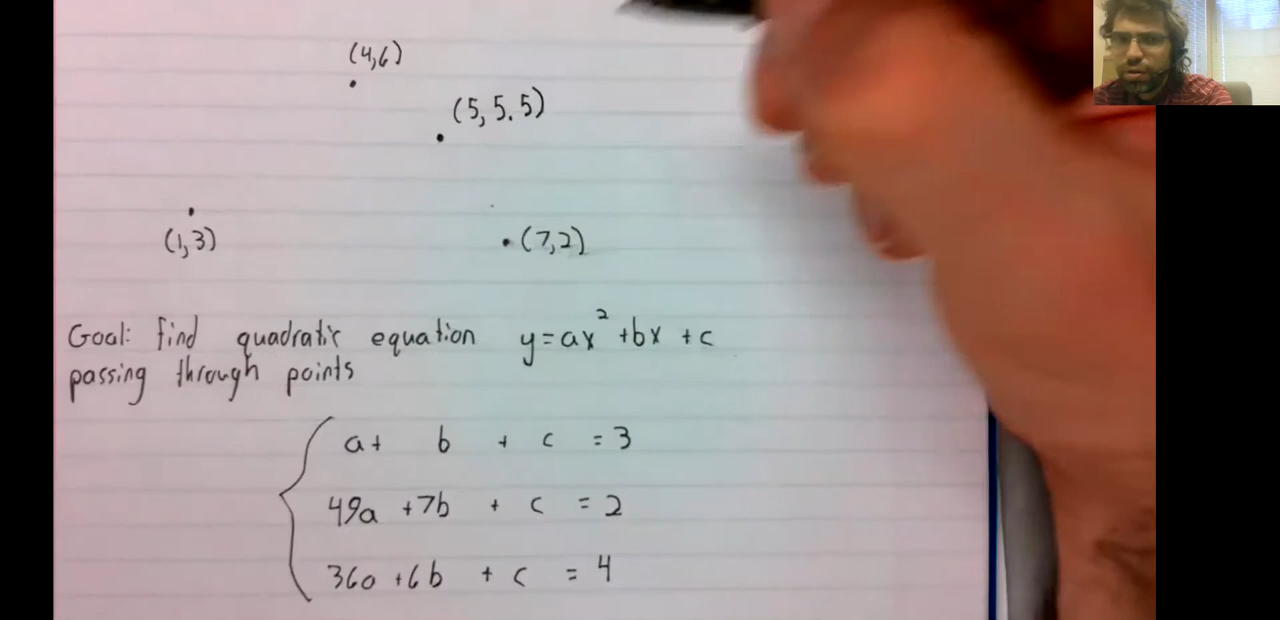 (4,6)
(5, 5.5)
(1,3)
(7,2)
Goal: find quadratic equation y=ax²+bx+c
passing through points
a+ b + c = 3
49a +7b + c = 2
36a +6b + c = 4